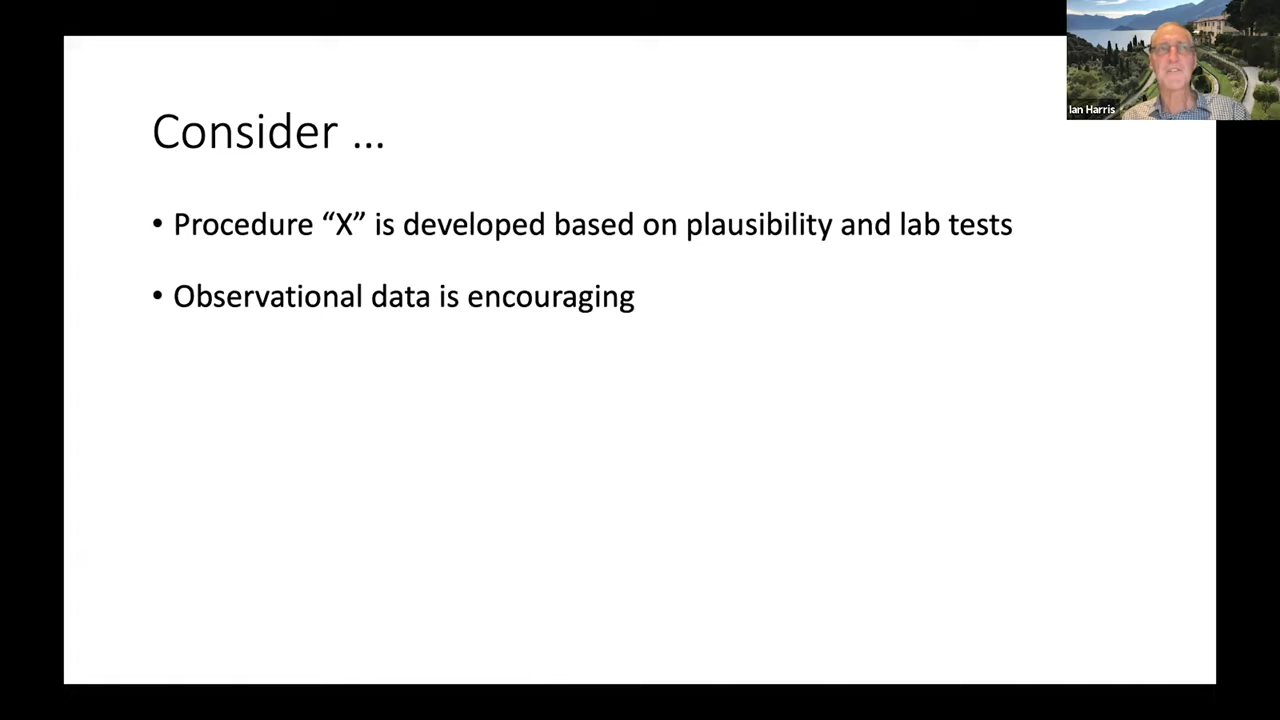 Ian Harris
Consider ...
• Procedure “X” is developed based on plausibility and lab tests
• Observational data is encouraging